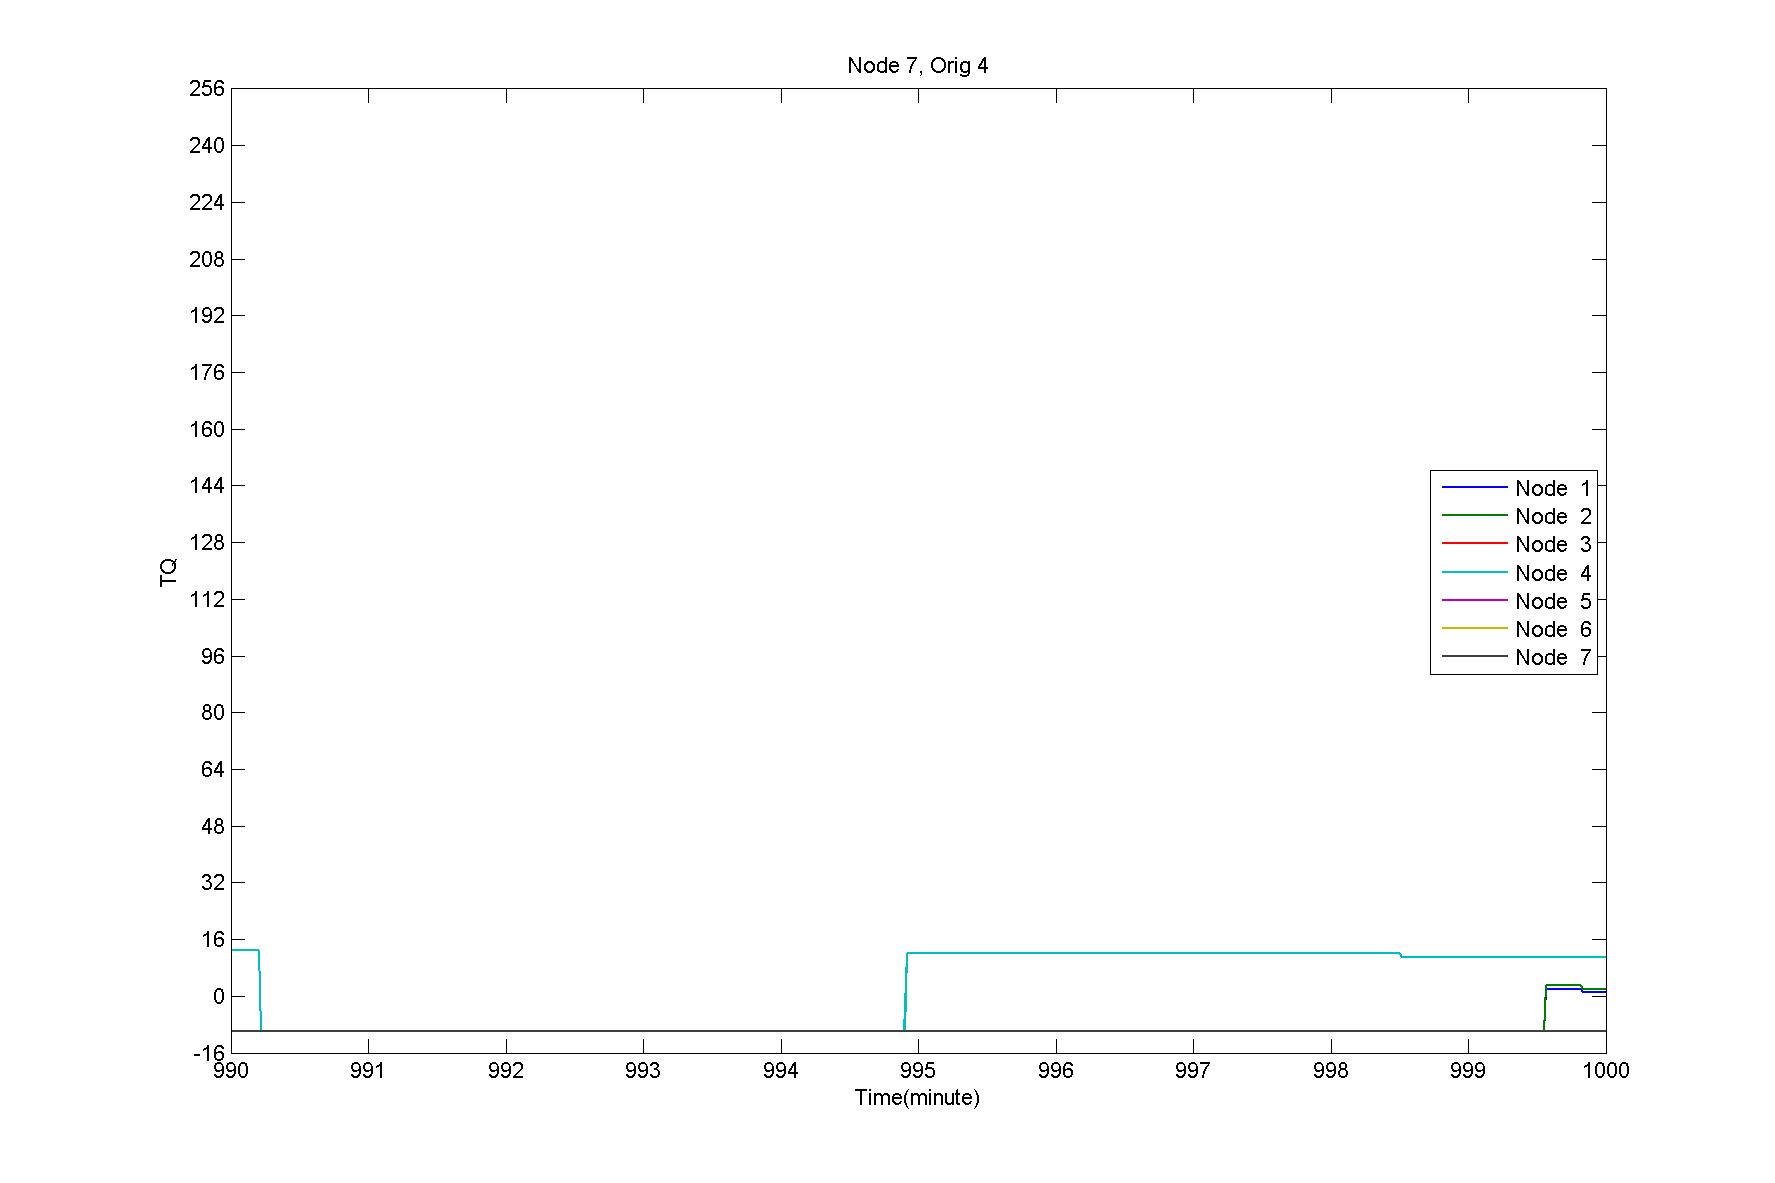 Node 7, Orig 4
256
240
224
208
192
176
160
144
128
112
96
80
64
48
32
16
0
-16
TQ
Node 1
Node 2
Node 3
Node 4
Node 5
Node 6
Node 7
990 991 992 993 994 995 996 997 998 999 1000
Time(minute)